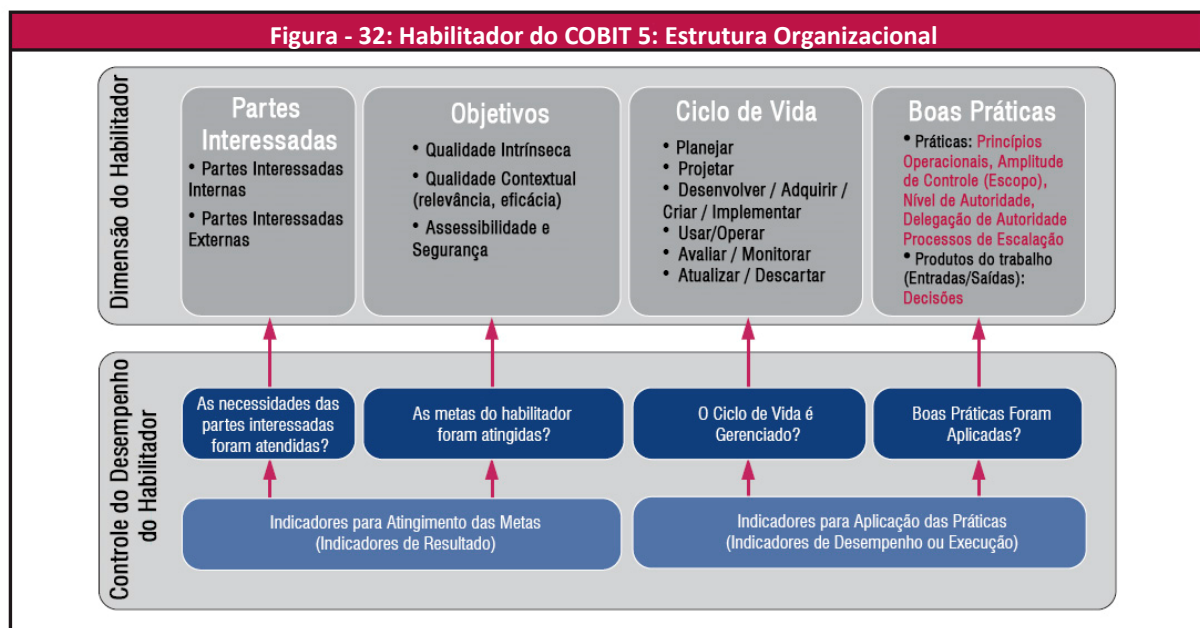 Figura - 32: Habilitador do COBIT 5: Estrutura Organizacional
Dimensão do Habilitador
Partes
Interessadas
• Partes Interessadas
Internas
• Partes Interessadas
Externas
Objetivos
• Qualidade Intrínseca
• Qualidade Contextual
(relevância, eficácia)
• Assessibilidade e
Segurança
Ciclo de Vida
• Planejar
• Projetar
• Desenvolver / Adquirir /
Criar / Implementar
• Usar/Operar
• Avaliar / Monitorar
• Atualizar / Descartar
Boas Práticas
• Práticas: Princípios
Operacionais, Amplitude
de Controle (Escopo),
Nível de Autoridade,
Delegação de Autoridade
Processos de Escalação
• Produtos do trabalho
(Entradas/Saídas):
Decisões
Controle do Desempenho
do Habilitador
As necessidades das
partes interessadas
foram atendidas?
As metas do habilitador
foram atingidas?
O Ciclo de Vida é
Gerenciado?
Boas Práticas Foram
Aplicadas?
Indicadores para Atingimento das Metas
(Indicadores de Resultado)
Indicadores para Aplicação das Práticas
(Indicadores de Desempenho ou Execução)